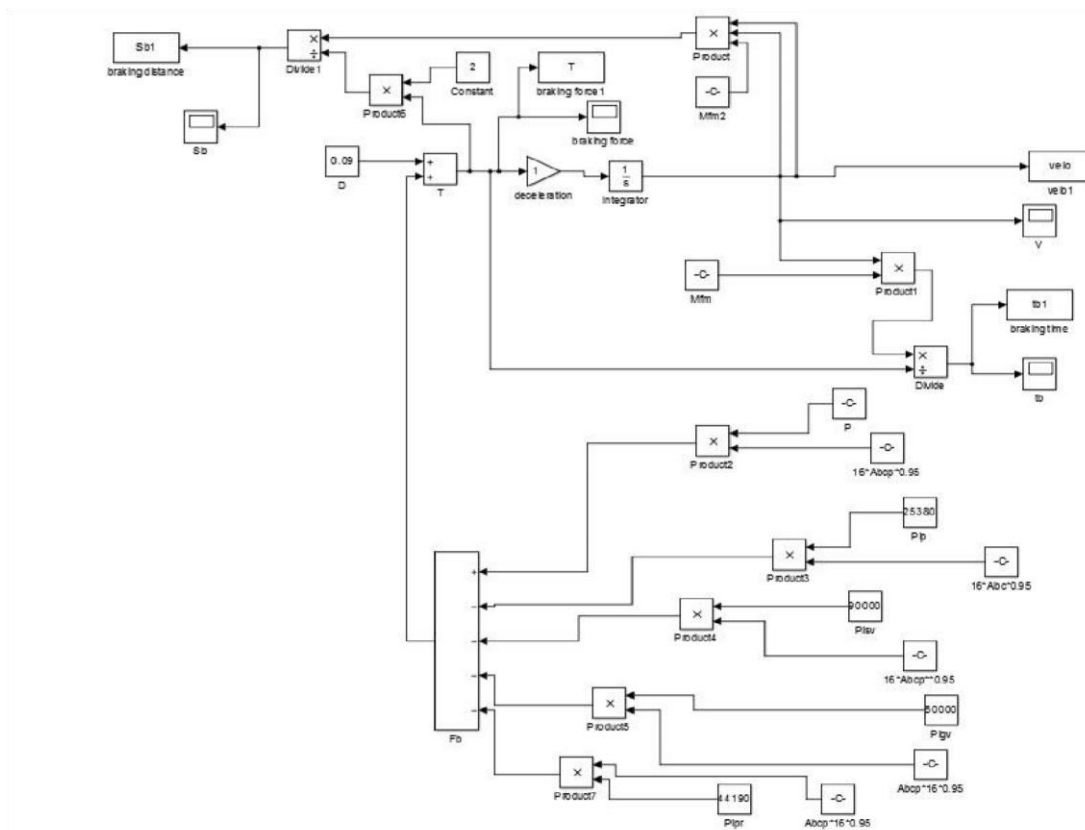 Sb1
braking distance
×
÷
Divide1
Sb
×
Product6
2
Constant
T
braking force1
braking force
×
Product
-C-
Mfm2
0.09
D
+
+
T
1
deceleration
1
s
Integrator
velo
velo1
V
-C-
Mfm
×
Product1
tb1
braking time
×
÷
Divide
tb
-C-
P
×
Product2
-C-
16*Abcp*0.95
25380
Plp
×
Product3
-C-
16*Abc*0.95
90000
Plsv
×
Product4
-C-
16*Abcp**0.95
+
−
−
−
−
Fb
×
Product5
50000
Plgv
-C-
Abcp*16*0.95
×
Product7
44190
Plpr
-C-
Abcp*16*0.95